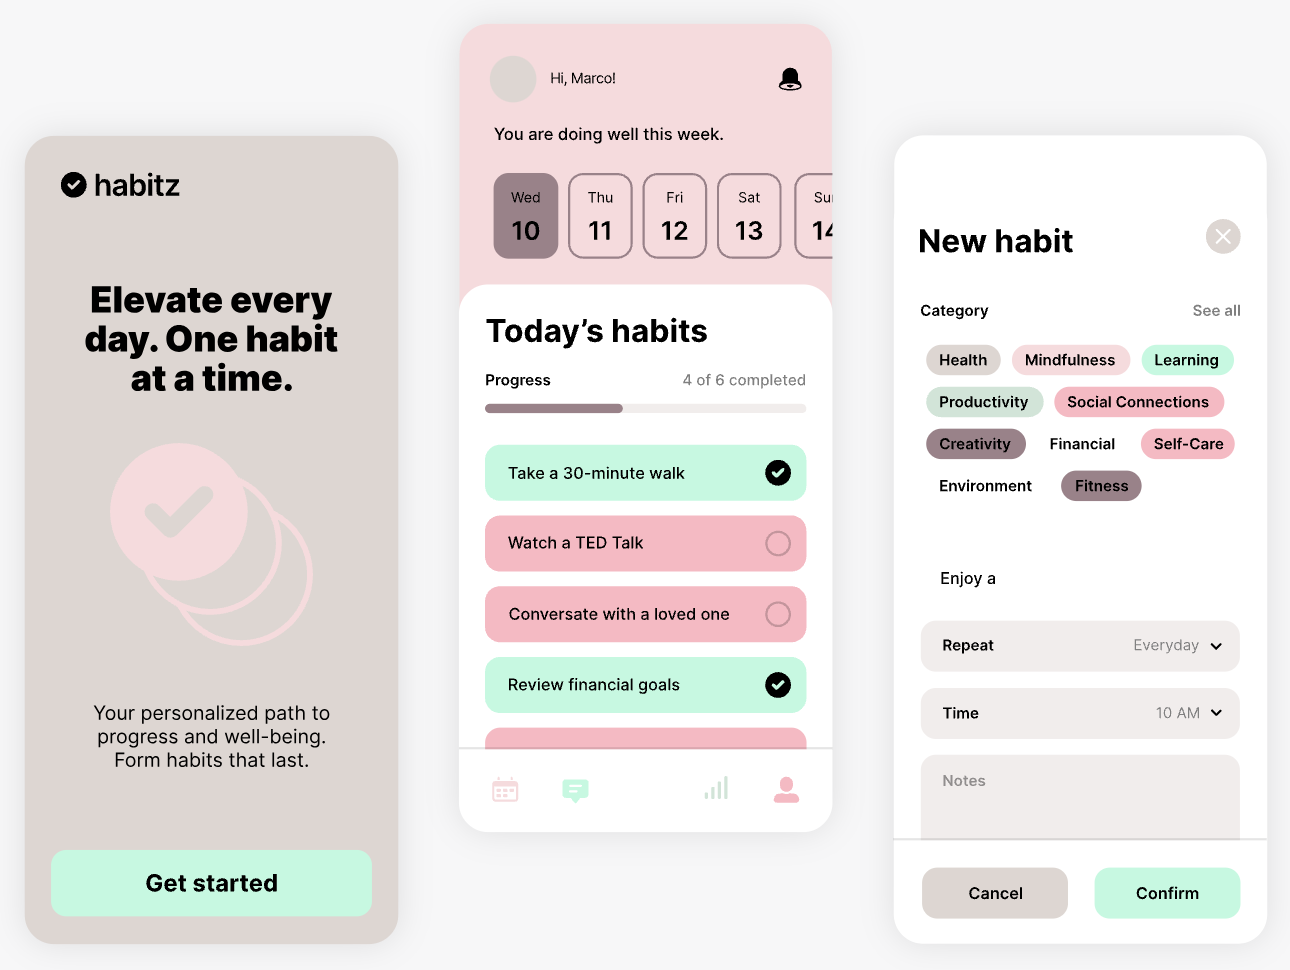 habitz
Elevate every
day. One habit
at a time.
Your personalized path to
progress and well-being.
Form habits that last.
Get started
Hi, Marco!
You are doing well this week.
Wed Thu Fri Sat Sun
10 11 12 13 14
Today’s habits
Progress 4 of 6 completed
Take a 30-minute walk
Watch a TED Talk
Conversate with a loved one
Review financial goals
New habit
Category See all
Health Mindfulness Learning
Productivity Social Connections
Creativity Financial Self-Care
Environment Fitness
Enjoy a
Repeat Everyday
Time 10 AM
Notes
Cancel Confirm